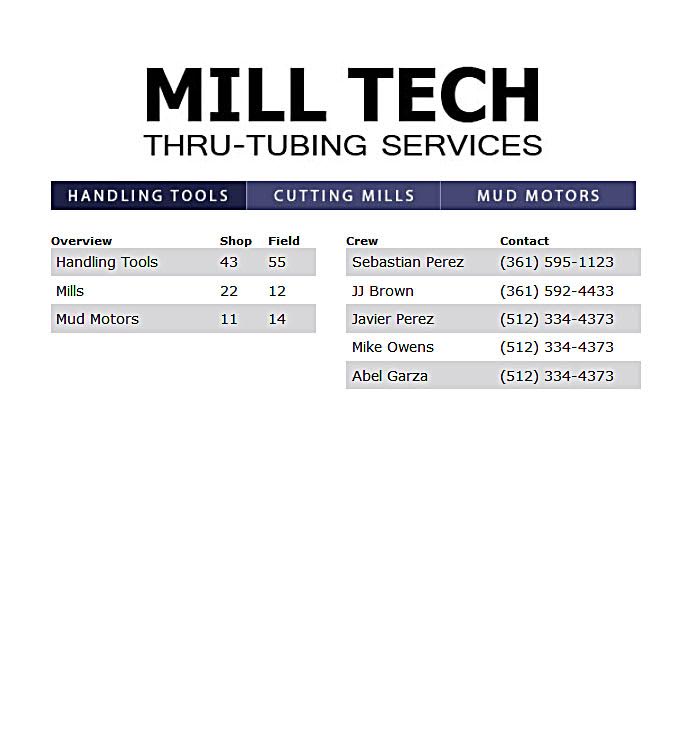 MILL TECH
THRU-TUBING SERVICES
HANDLING TOOLS CUTTING MILLS MUD MOTORS
Overview Shop Field
Handling Tools 43 55
Mills 22 12
Mud Motors 11 14
Crew Contact
Sebastian Perez (361) 595-1123
JJ Brown (361) 592-4433
Javier Perez (512) 334-4373
Mike Owens (512) 334-4373
Abel Garza (512) 334-4373